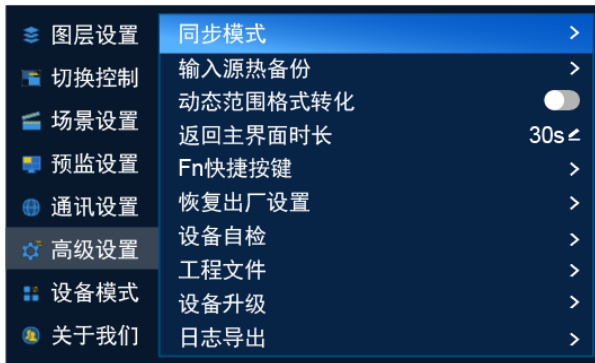 图层设置
切换控制
场景设置
预监设置
通讯设置
高级设置
设备模式
关于我们
同步模式
输入源热备份
动态范围格式转化
返回主界面时长 30s
Fn快捷按键
恢复出厂设置
设备自检
工程文件
设备升级
日志导出